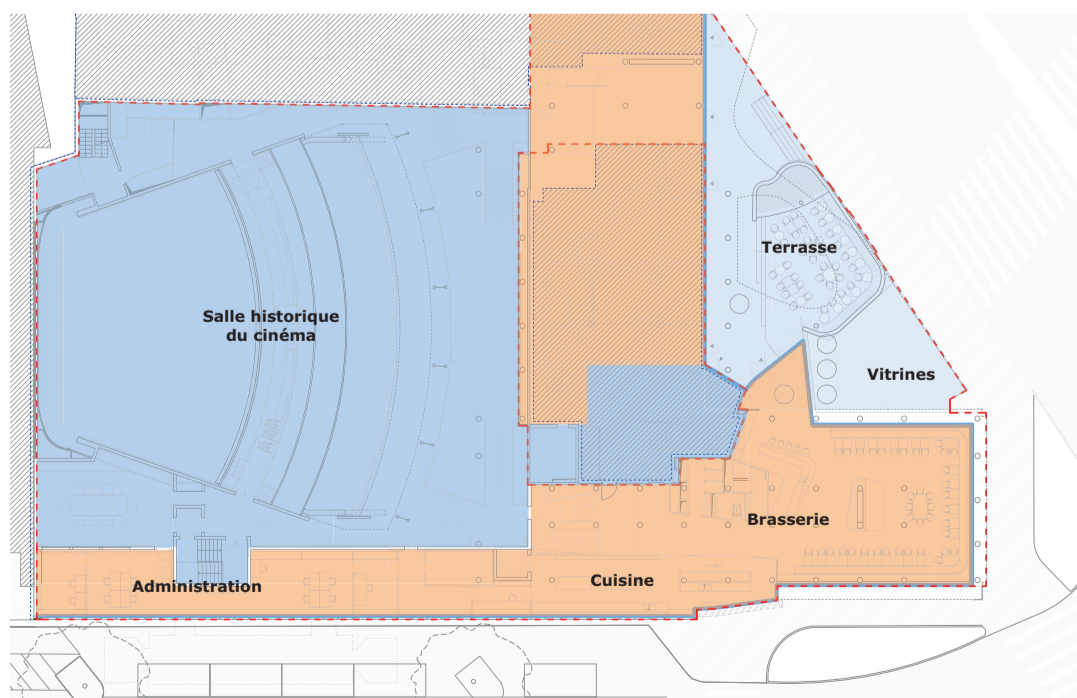 Terrasse
Salle historique
du cinéma
Vitrines
Brasserie
Administration
Cuisine